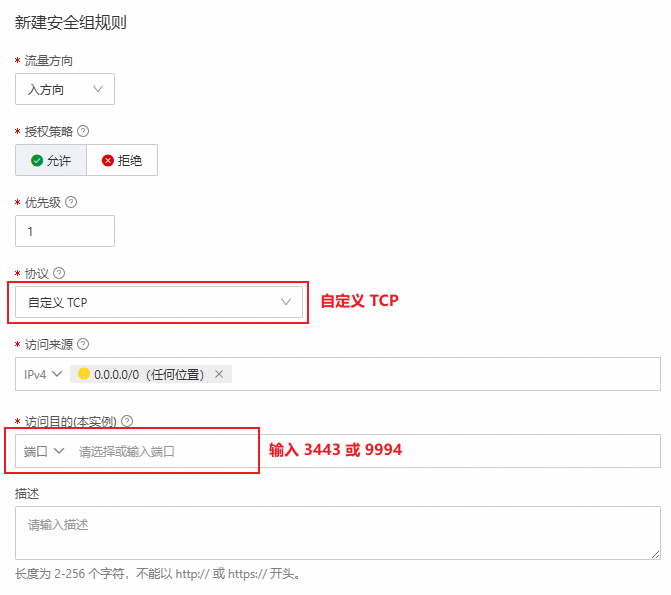 新建安全组规则
* 流量方向
入方向
* 授权策略
允许 拒绝
* 优先级
1
* 协议
自定义 TCP 自定义 TCP
* 访问来源
IPv4 0.0.0.0/0（任何位置）
* 访问目的(本实例)
端口 请选择或输入端口 输入 3443 或 9994
描述
请输入描述
长度为 2-256 个字符，不能以 http:// 或 https:// 开头。